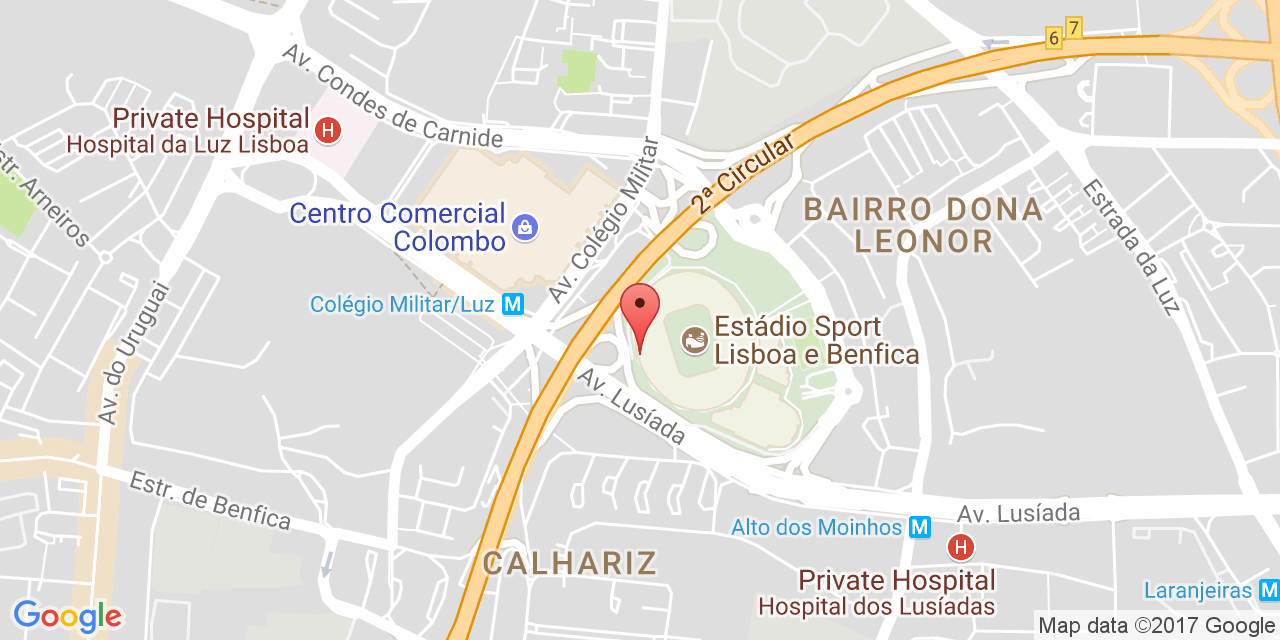 6
7
Av. Condes de Carnide
Private Hospital
Hospital da Luz Lisboa
H
Av. Colégio Militar
2ª Circular
Estr. Arneiros
Centro Comercial
Colombo
BAIRRO DONA
LEONOR
Estrada da Luz
Colégio Militar/Luz M
Av. do Uruguai
Estádio Sport
Lisboa e Benfica
Av. Lusíada
Estr. de Benfica
Alto dos Moinhos M
Av. Lusíada
H
CALHARIZ
Private Hospital
Hospital dos Lusíadas
Laranjeiras M
Google
Map data ©2017 Google